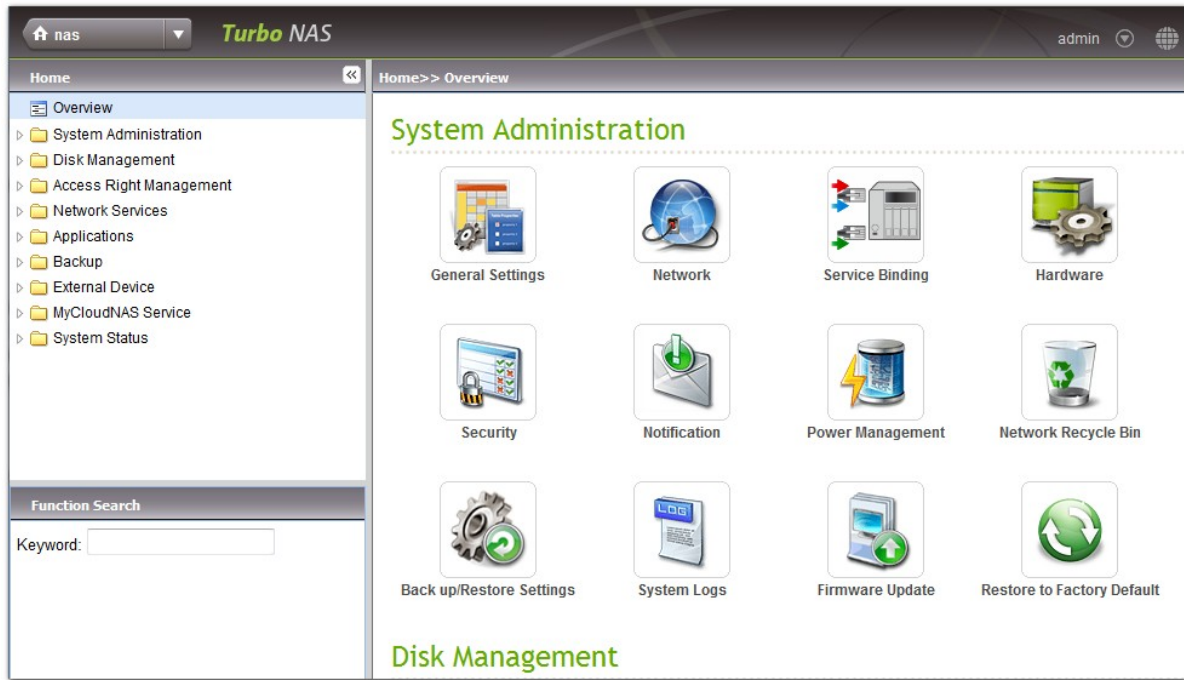 nas
Turbo NAS
admin
Home
Home>> Overview
Overview
System Administration
Disk Management
Access Right Management
Network Services
Applications
Backup
External Device
MyCloudNAS Service
System Status
Function Search
Keyword:
System Administration
General Settings
Network
Service Binding
Hardware
Security
Notification
Power Management
Network Recycle Bin
LOG
Back up/Restore Settings
System Logs
Firmware Update
Restore to Factory Default
Disk Management